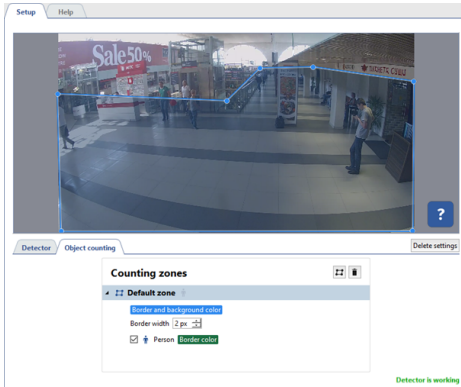 Setup Help
Sale 50%
?
Detector Object counting Delete settings
Counting zones
Default zone
Border and background color
Border width 2 px
Person Border color
Detector is working